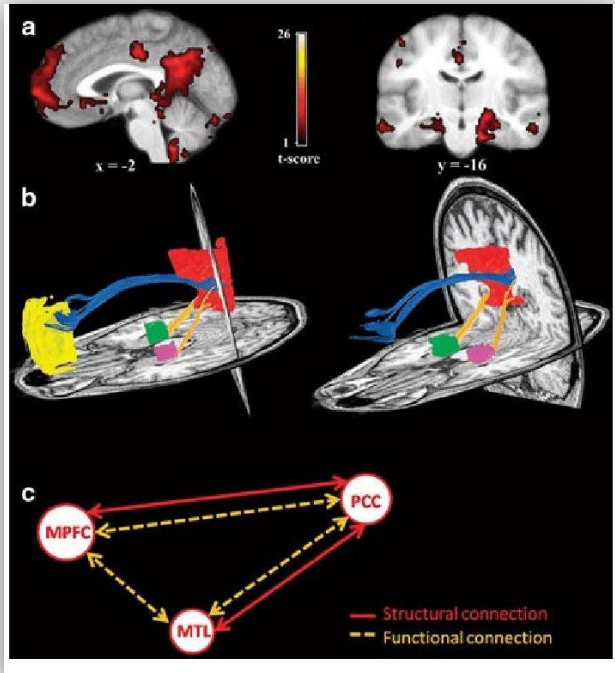 a
26
1
t-score
x = -2
y = -16
b
c
MPFC
PCC
MTL
Structural connection
Functional connection